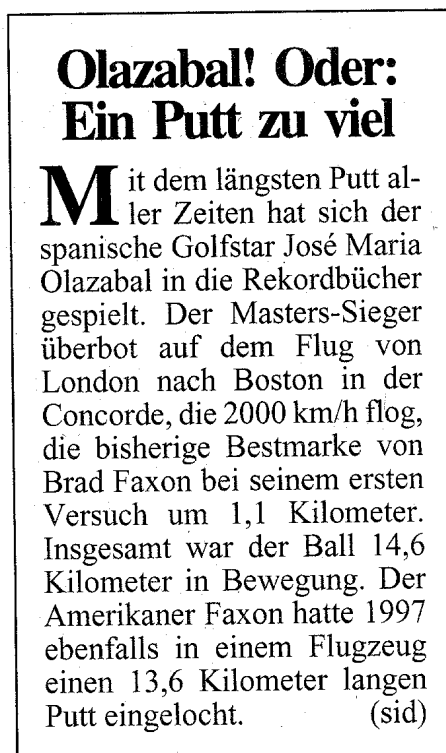 Olazabal! Oder:
Ein Putt zu viel
Mit dem längsten Putt al-
ler Zeiten hat sich der
spanische Golfstar José Maria
Olazabal in die Rekordbücher
gespielt. Der Masters-Sieger
überbot auf dem Flug von
London nach Boston in der
Concorde, die 2000 km/h flog,
die bisherige Bestmarke von
Brad Faxon bei seinem ersten
Versuch um 1,1 Kilometer.
Insgesamt war der Ball 14,6
Kilometer in Bewegung. Der
Amerikaner Faxon hatte 1997
ebenfalls in einem Flugzeug
einen 13,6 Kilometer langen
Putt eingelocht. (sid)